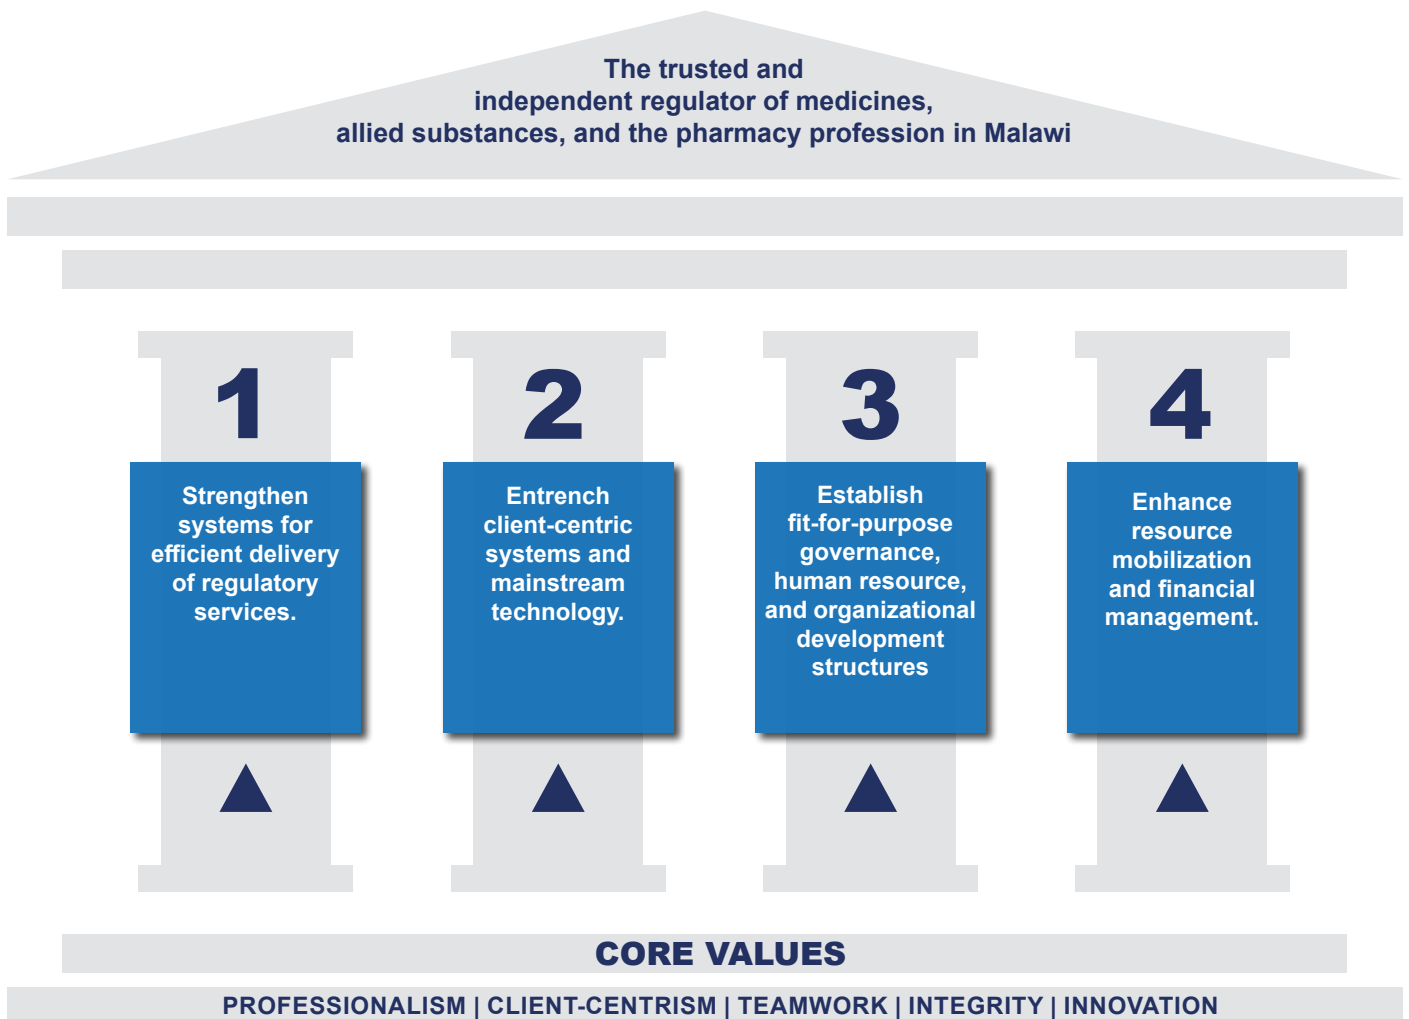 The trusted and
independent regulator of medicines,
allied substances, and the pharmacy profession in Malawi
1
Strengthen
systems for
efficient delivery
of regulatory
services.
2
Entrench
client-centric
systems and
mainstream
technology.
3
Establish
fit-for-purpose
governance,
human resource,
and organizational
development
structures
4
Enhance
resource
mobilization
and financial
management.
CORE VALUES
PROFESSIONALISM | CLIENT-CENTRISM | TEAMWORK | INTEGRITY | INNOVATION